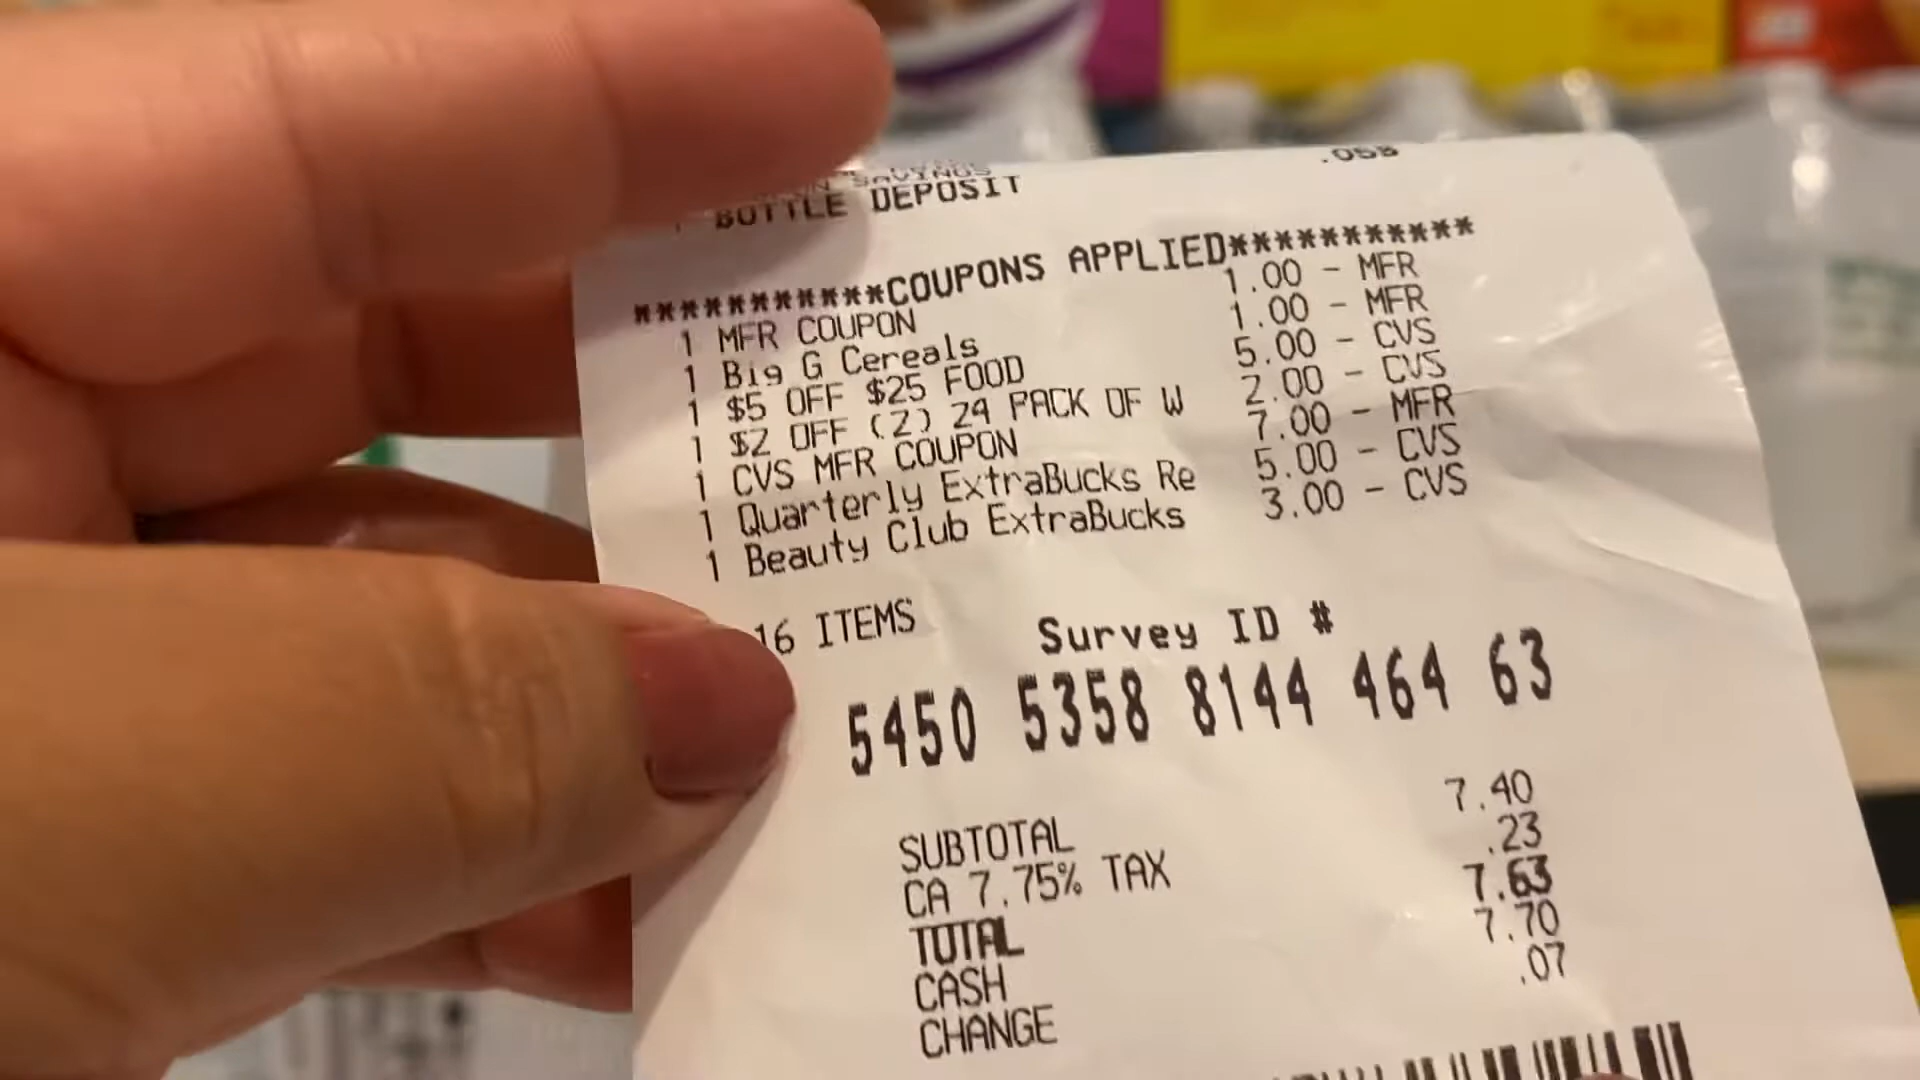 SAVINGS
BOTTLE DEPOSIT .05B
***********COUPONS APPLIED***********
1 MFR COUPON 1.00 - MFR
1 Big G Cereals 1.00 - MFR
1 $5 OFF $25 FOOD 5.00 - CVS
1 $2 OFF (2) 24 PACK OF W 2.00 - CVS
1 CVS MFR COUPON 7.00 - MFR
1 Quarterly ExtraBucks Re 5.00 - CVS
1 Beauty Club ExtraBucks 3.00 - CVS
16 ITEMS
Survey ID #
5450 5358 8144 464 63
SUBTOTAL 7.40
CA 7.75% TAX .23
TOTAL 7.63
CASH 7.70
CHANGE .07